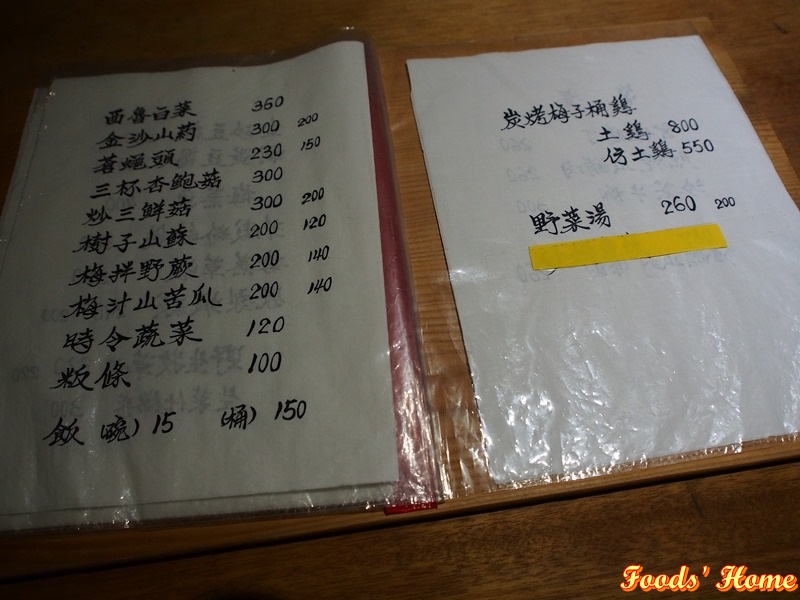 西魯白菜 360
金沙山葯 300 200
蒼蠅頭 230 150
三杯杏鮑菇 300
炒三鮮菇 300 200
樹子山蘇 200 120
梅拌野蕨 200 140
梅汁山苦瓜 200 140
時令蔬菜 120
粄條 100
飯 (碗) 15 (桶) 150
炭烤梅子桶鷄
土鷄 800
仿土鷄 550
野菜湯 260 200
Foods' Home